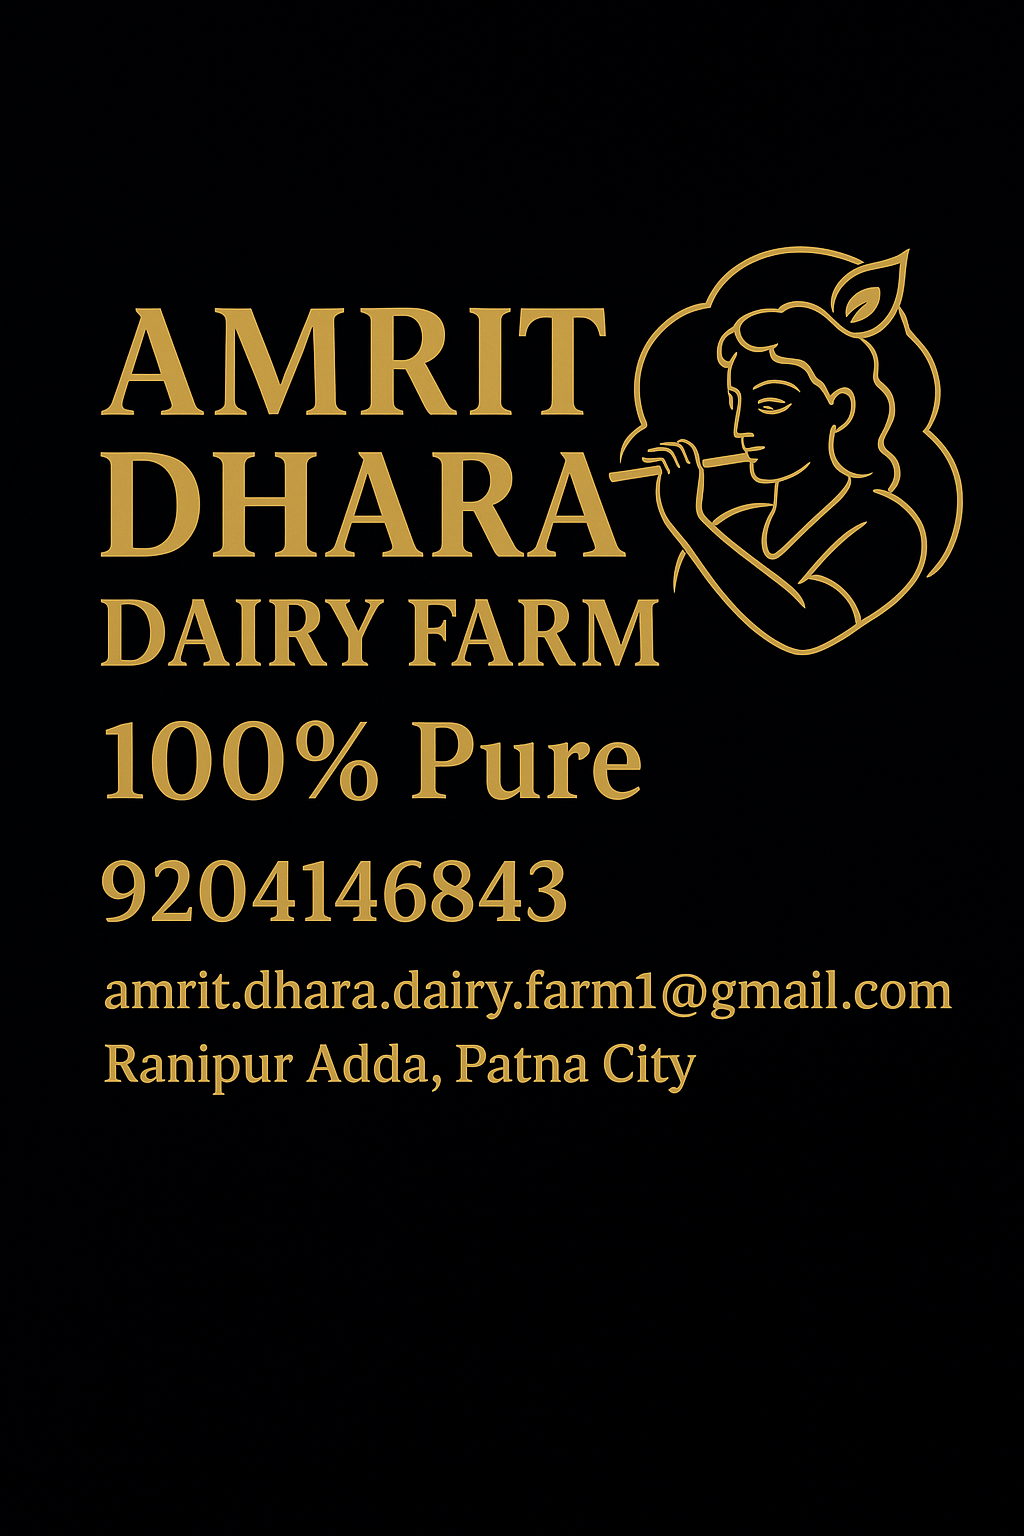 AMRIT
DHARA
DAIRY FARM
100% Pure
9204146843
amrit.dhara.dairy.farm1@gmail.com
Ranipur Adda, Patna City